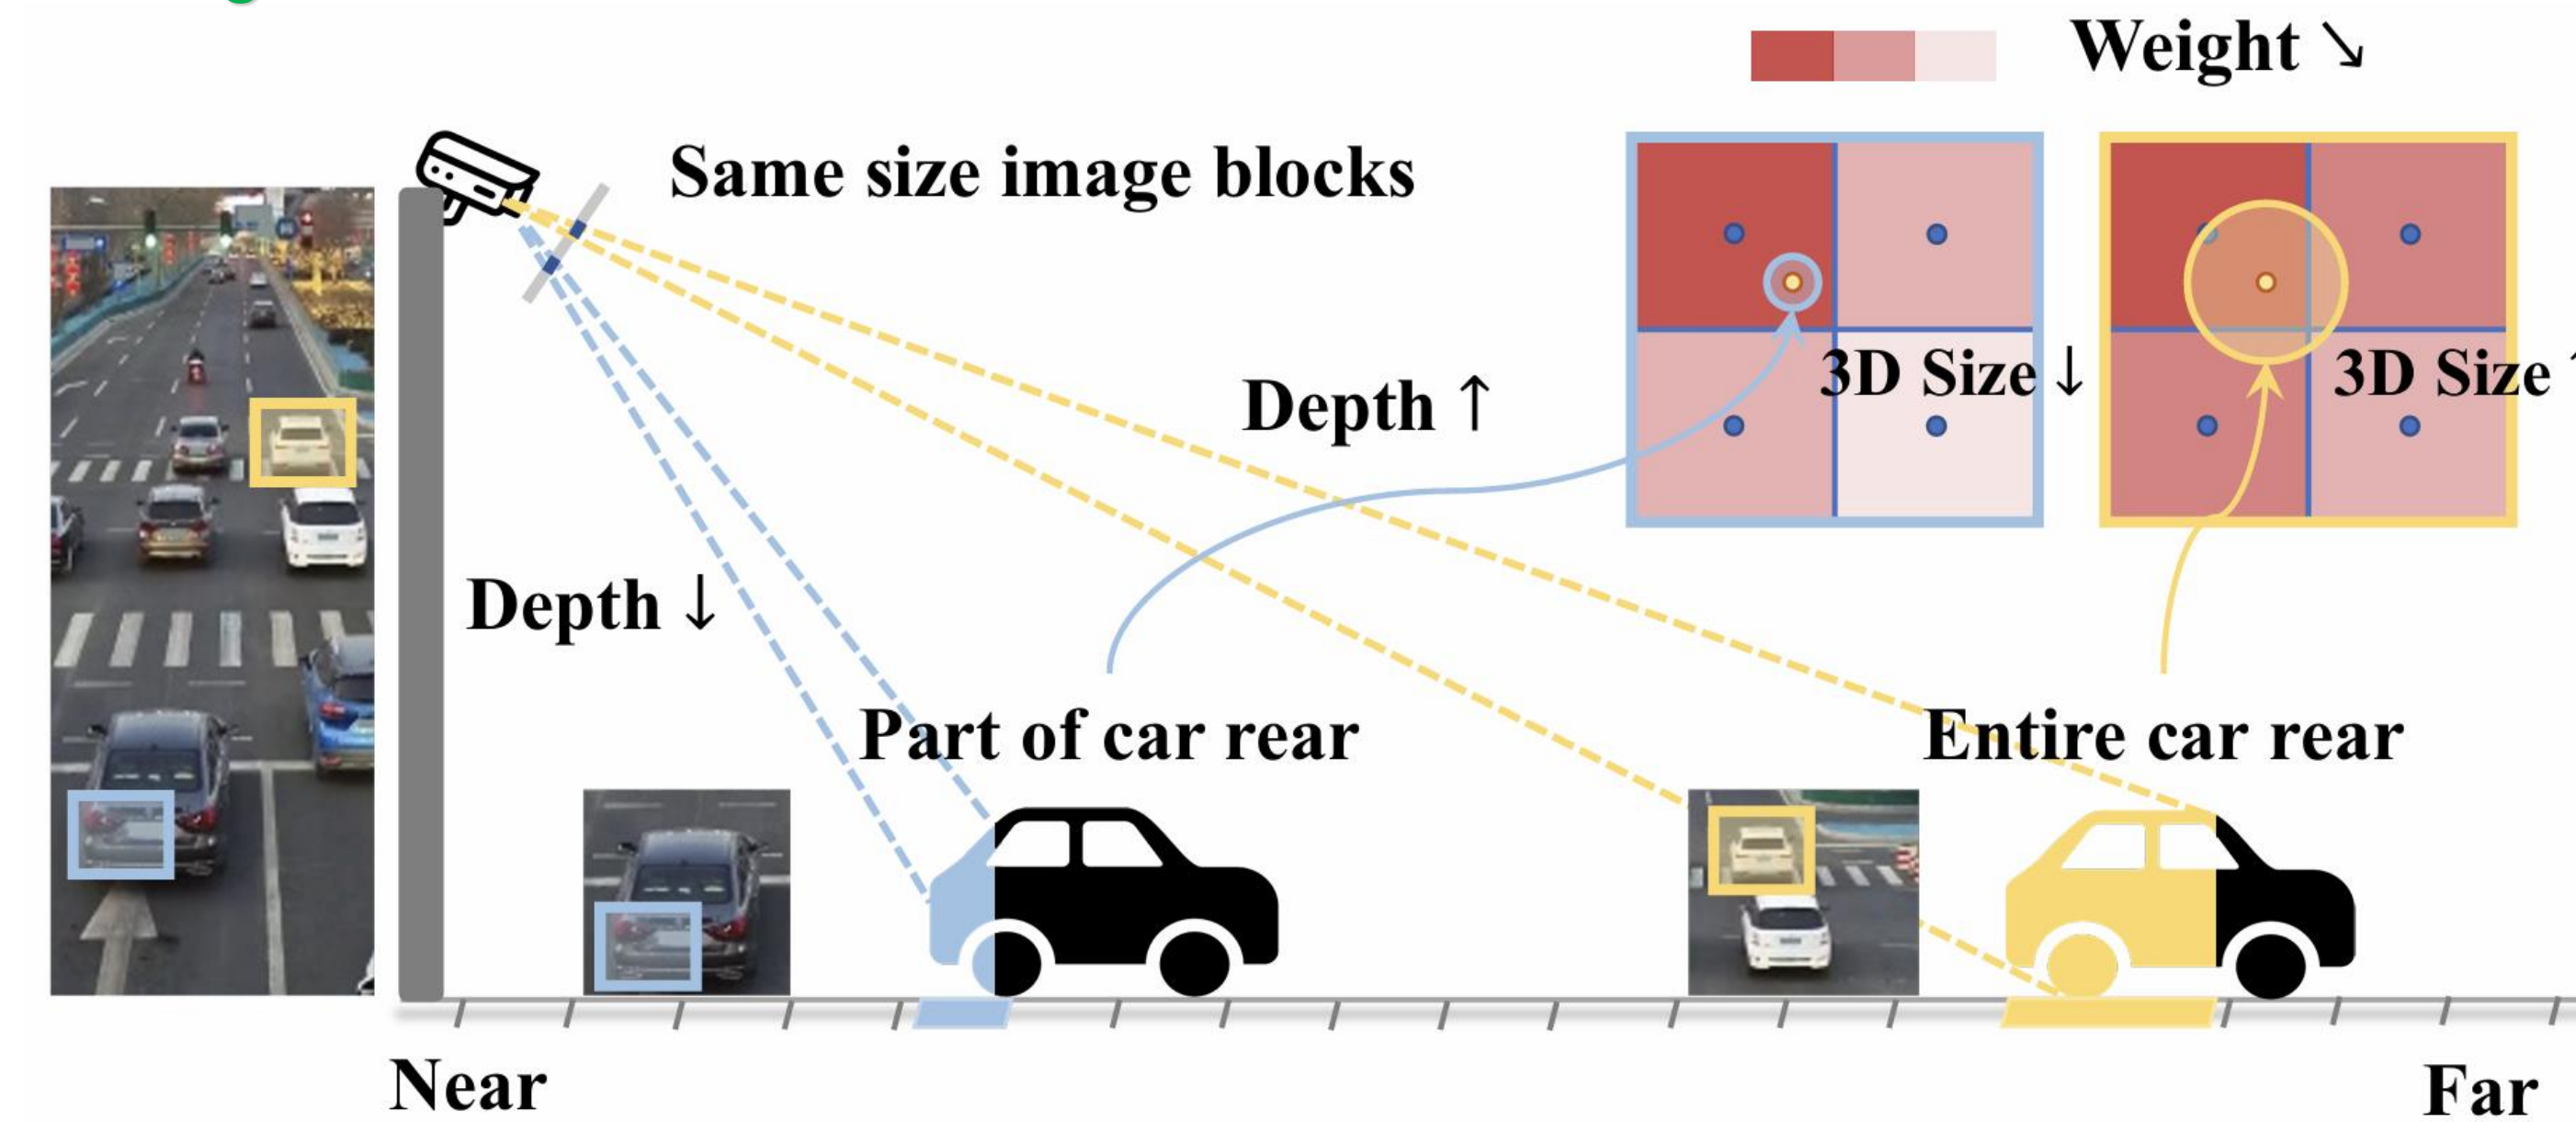 Weight ↘
Same size image blocks
3D Size ↓
3D Size ↑
Depth ↑
Depth ↓
Part of car rear
Entire car rear
Near
Far